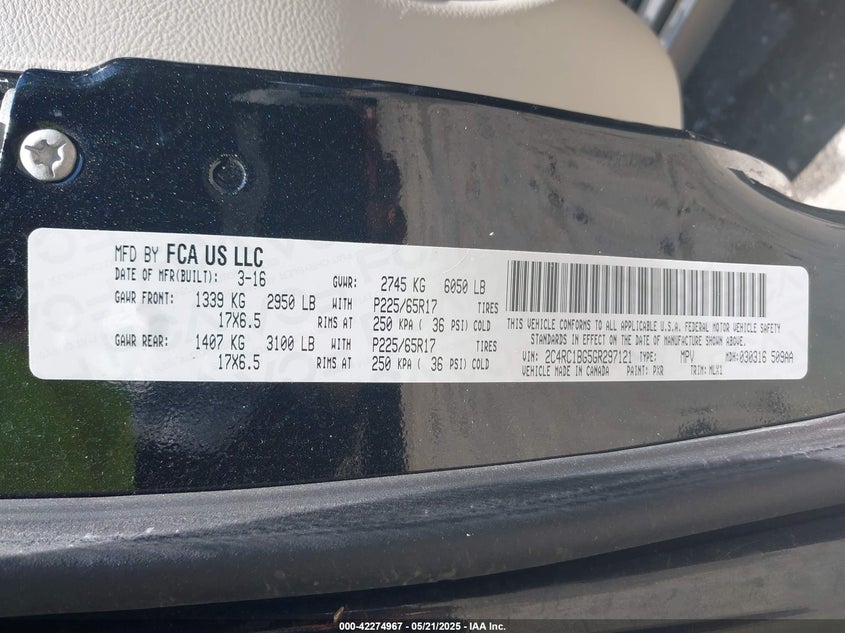 MFD BY FCA US LLC
DATE OF MFR(BUILT): 3-16 GVWR: 2745 KG 6050 LB
GAWR FRONT: 1339 KG 2950 LB WITH P225/65R17 TIRES
17X6.5 RIMS AT 250 KPA ( 36 PSI) COLD
GAWR REAR: 1407 KG 3100 LB WITH P225/65R17 TIRES
17X6.5 RIMS AT 250 KPA ( 36 PSI) COLD
THIS VEHICLE CONFORMS TO ALL APPLICABLE U.S.A. FEDERAL MOTOR VEHICLE SAFETY
STANDARDS IN EFFECT ON THE DATE OF MANUFACTURE SHOWN ABOVE.
VIN: 2C4RC1BG5GR297121 TYPE: MPV MDH: 030316 509AA
VEHICLE MADE IN CANADA PAINT: PXR TRIM: MLX1
000-42274967 - 05/21/2025 - IAA Inc.